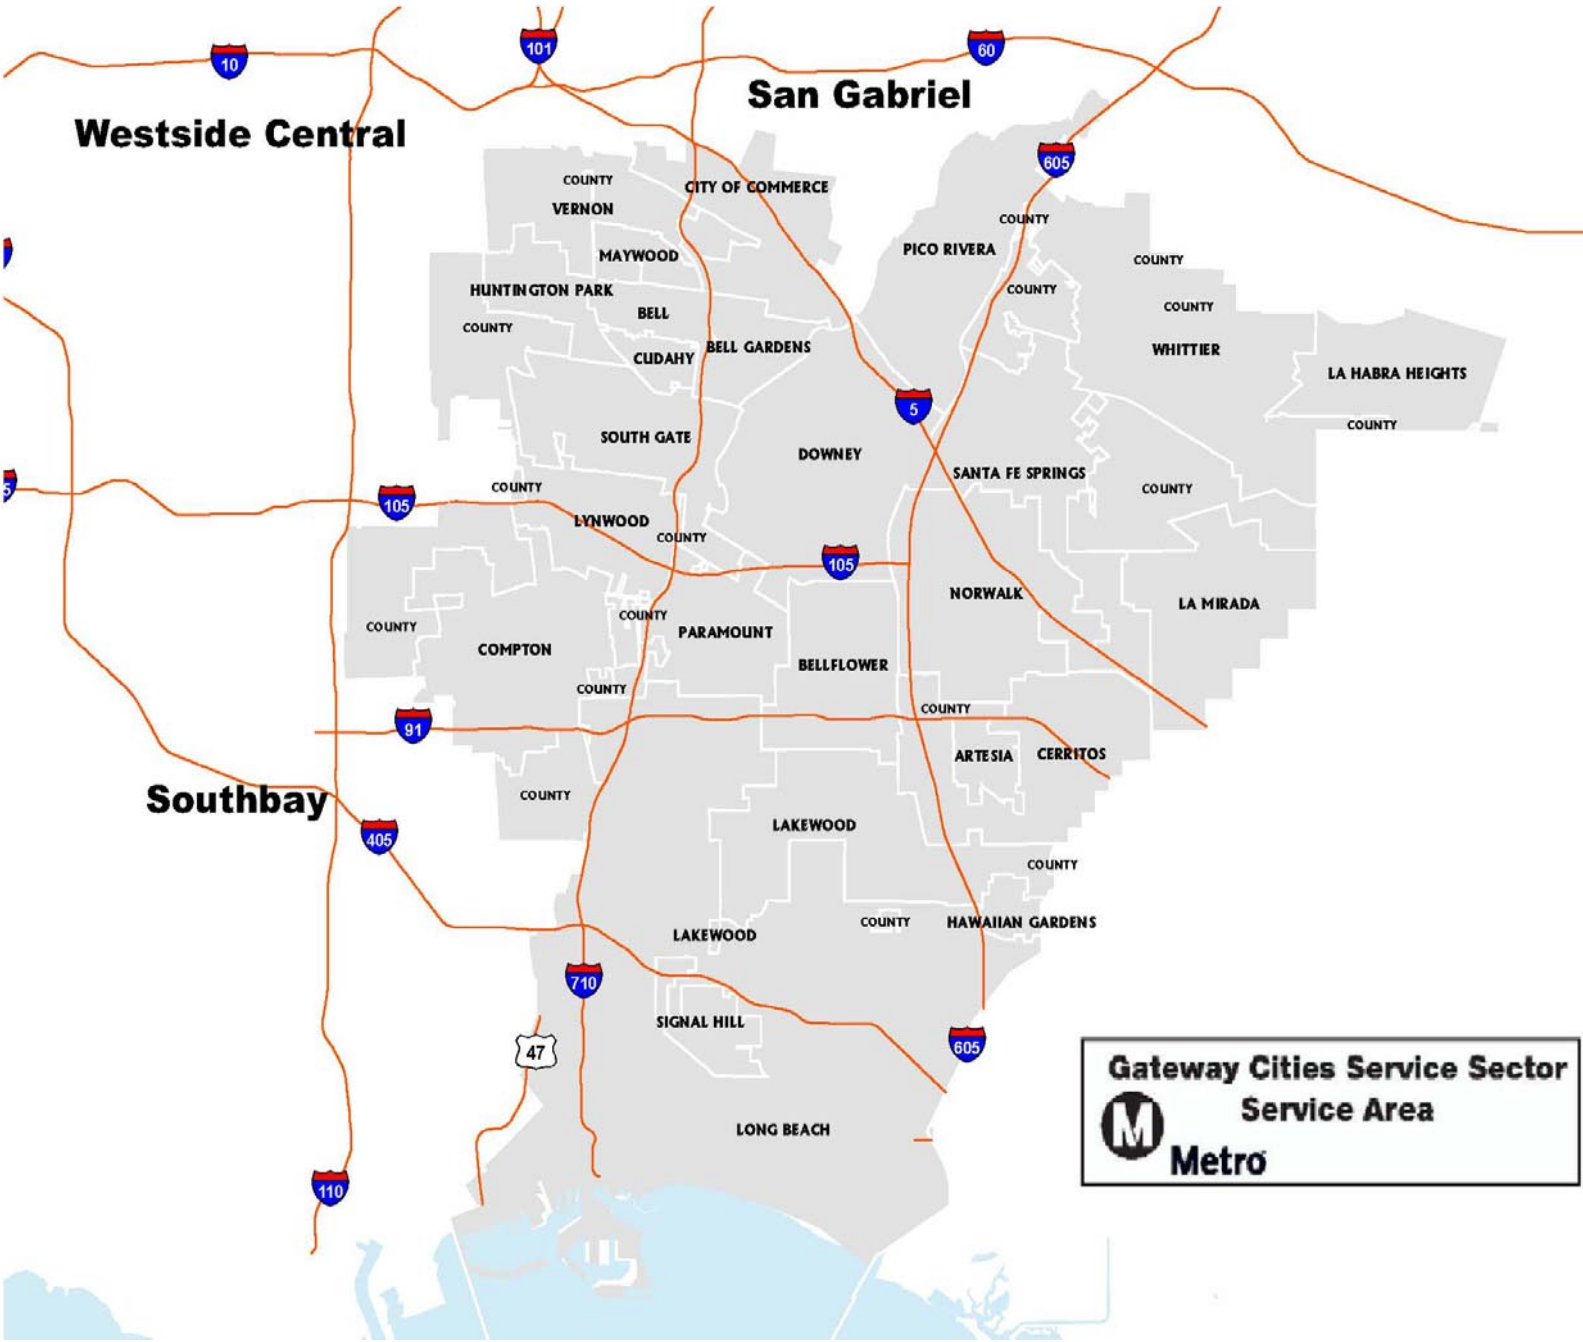 10
101
60
San Gabriel
Westside Central
605
COUNTY
CITY OF COMMERCE
VERNON
COUNTY
PICO RIVERA
MAYWOOD
COUNTY
HUNTINGTON PARK
COUNTY
COUNTY
BELL
COUNTY
BELL GARDENS
WHITTIER
CUDAHY
LA HABRA HEIGHTS
5
COUNTY
SOUTH GATE
DOWNEY
SANTA FE SPRINGS
5
COUNTY
COUNTY
105
LYNWOOD
COUNTY
105
NORWALK
LA MIRADA
COUNTY
COUNTY
PARAMOUNT
COMPTON
BELLFLOWER
COUNTY
COUNTY
91
ARTESIA
CERRITOS
COUNTY
Southbay
LAKEWOOD
405
COUNTY
COUNTY
HAWAIIAN GARDENS
LAKEWOOD
710
SIGNAL HILL
47
605
Gateway Cities Service Sector
Service Area
M
Metro
LONG BEACH
110